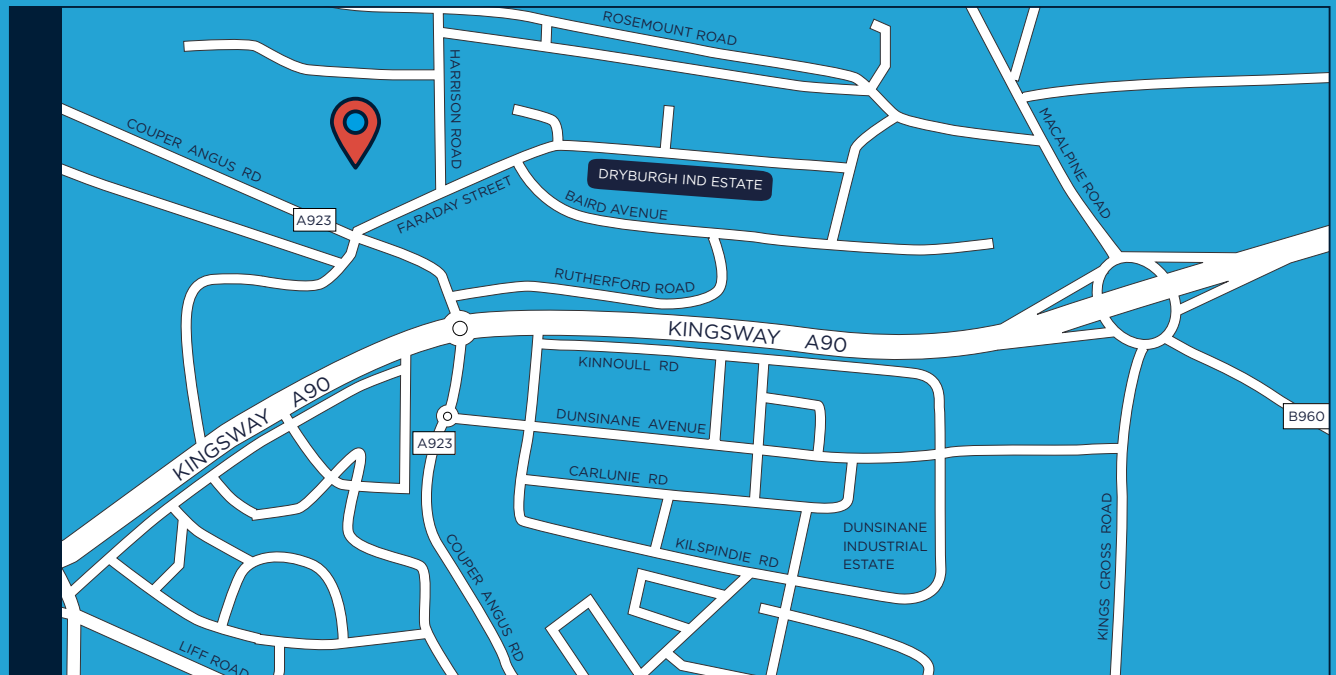 ROSEMOUNT ROAD
HARRISON ROAD
MACALPINE ROAD
COUPER ANGUS RD
DRYBURGH IND ESTATE
FARADAY STREET
BAIRD AVENUE
A923
RUTHERFORD ROAD
KINGSWAY A90
KINNOULL RD
KINGSWAY A90
DUNSINANE AVENUE
B960
A923
CARLUNIE RD
DUNSINANE
INDUSTRIAL
ESTATE
KINGS CROSS ROAD
KILSPINDIE RD
COUPER ANGUS RD
LIFF ROAD